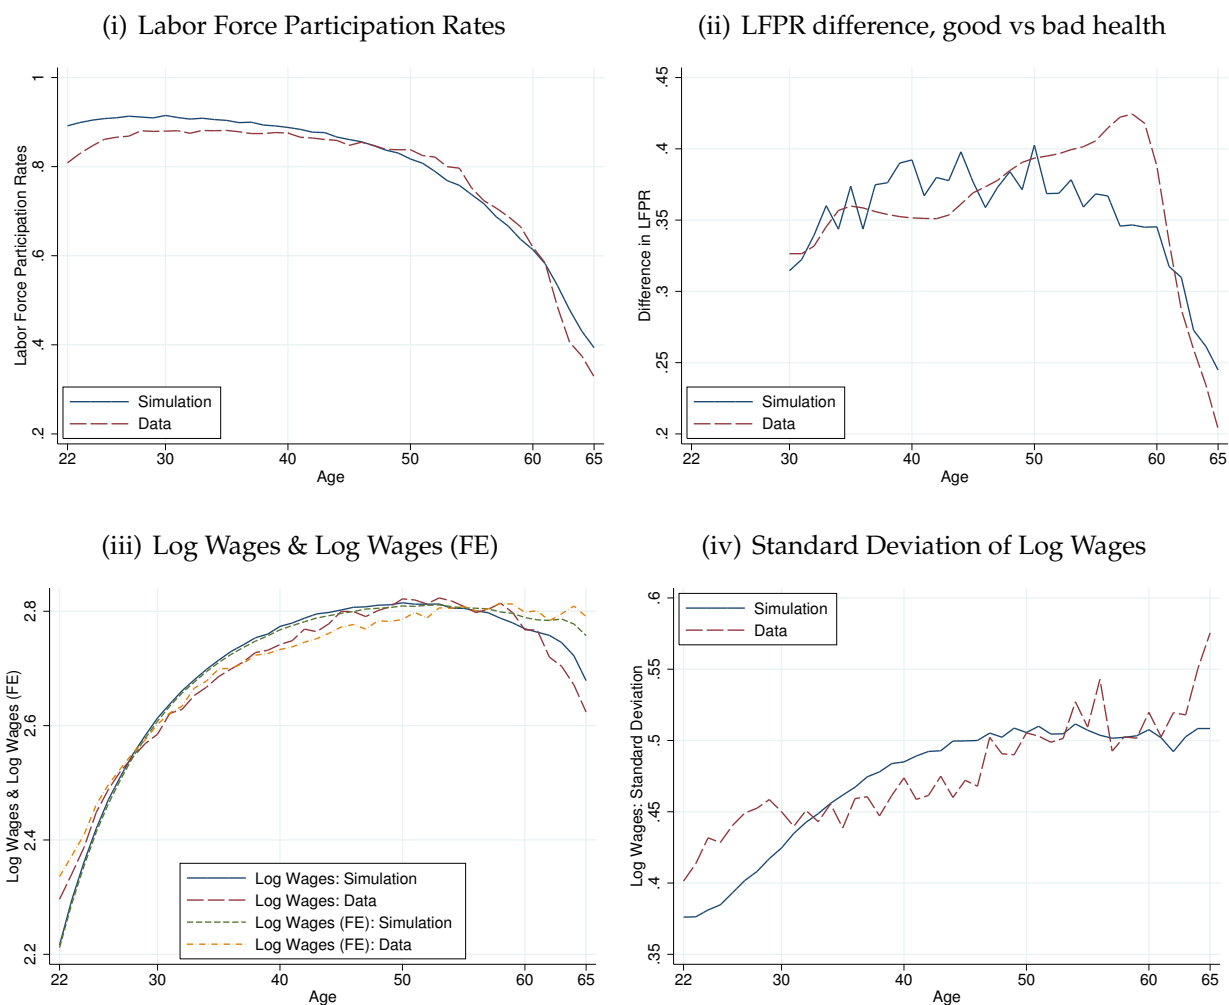 (i) Labor Force Participation Rates
Labor Force Participation Rates
1
.8
.6
.4
.2
Simulation
Data
22 30 40 50 60 65
Age
(ii) LFPR difference, good vs bad health
Difference in LFPR
.45
.4
.35
.3
.25
.2
Simulation
Data
22 30 40 50 60 65
Age
(iii) Log Wages & Log Wages (FE)
Log Wages & Log Wages (FE)
2.8
2.6
2.4
2.2
Log Wages: Simulation
Log Wages: Data
Log Wages (FE): Simulation
Log Wages (FE): Data
22 30 40 50 60 65
Age
(iv) Standard Deviation of Log Wages
Log Wages: Standard Deviation
.6
.55
.5
.45
.4
.35
Simulation
Data
22 30 40 50 60 65
Age